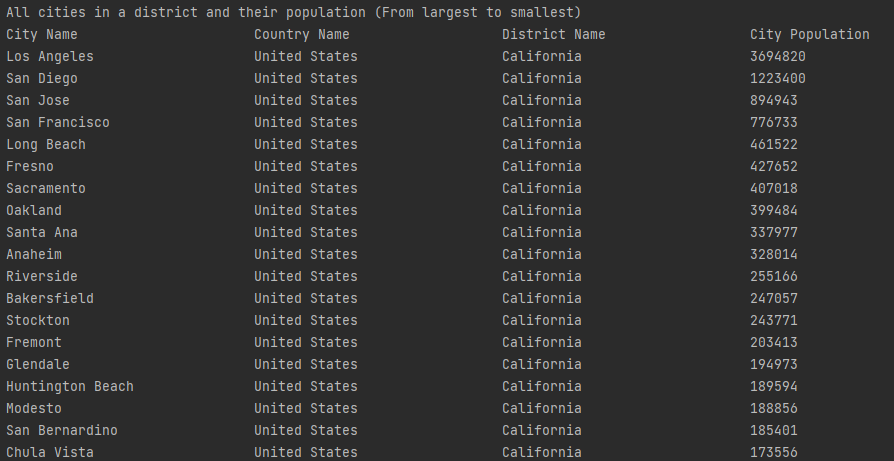 All cities in a district and their population (From largest to smallest)
City Name Country Name District Name City Population
Los Angeles United States California 3694820
San Diego United States California 1223400
San Jose United States California 894943
San Francisco United States California 776733
Long Beach United States California 461522
Fresno United States California 427652
Sacramento United States California 407018
Oakland United States California 399484
Santa Ana United States California 337977
Anaheim United States California 328014
Riverside United States California 255166
Bakersfield United States California 247057
Stockton United States California 243771
Fremont United States California 203413
Glendale United States California 194973
Huntington Beach United States California 189594
Modesto United States California 188856
San Bernardino United States California 185401
Chula Vista United States California 173556